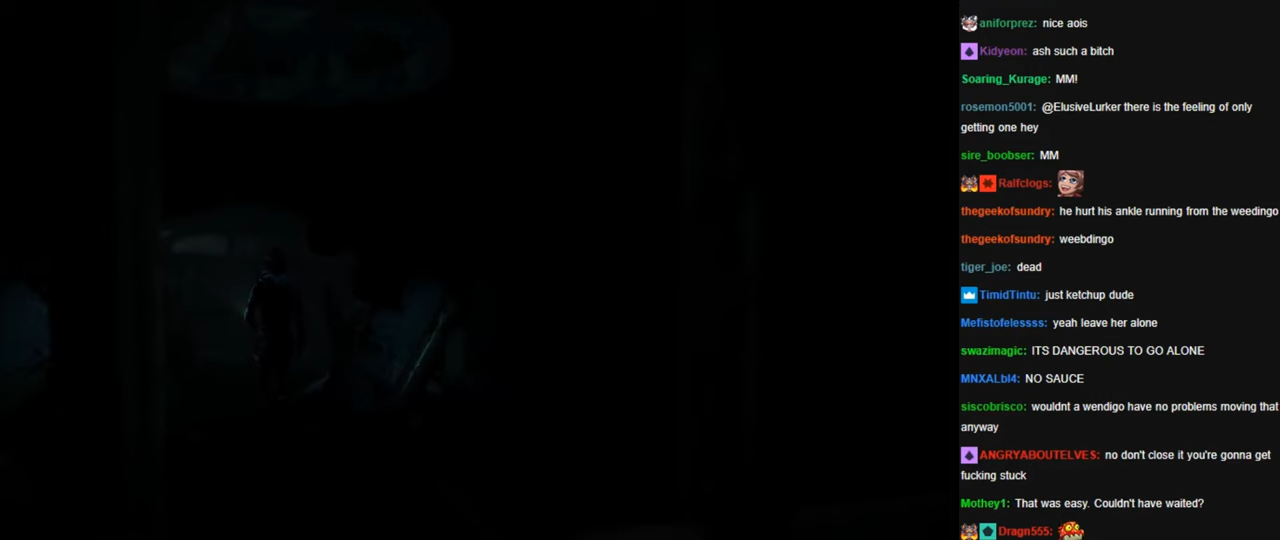 aniforprez: nice aois
Kidyeon: ash such a bitch
Soaring_Kurage: MM!
rosemon5001: @ElusiveLurker there is the feeling of only
getting one hey
sire_boobser: MM
Ralfclogs:
thegeekofsundry: he hurt his ankle running from the weedingo
thegeekofsundry: weebdingo
tiger_joe: dead
TimidTintu: just ketchup dude
Mefistofelessss: yeah leave her alone
swazimagic: ITS DANGEROUS TO GO ALONE
MNXALbl4: NO SAUCE
siscobrisco: wouldnt a wendigo have no problems moving that
anyway
ANGRYABOUTELVES: no don't close it you're gonna get
fucking stuck
Mothey1: That was easy. Couldn't have waited?
Dragn555: